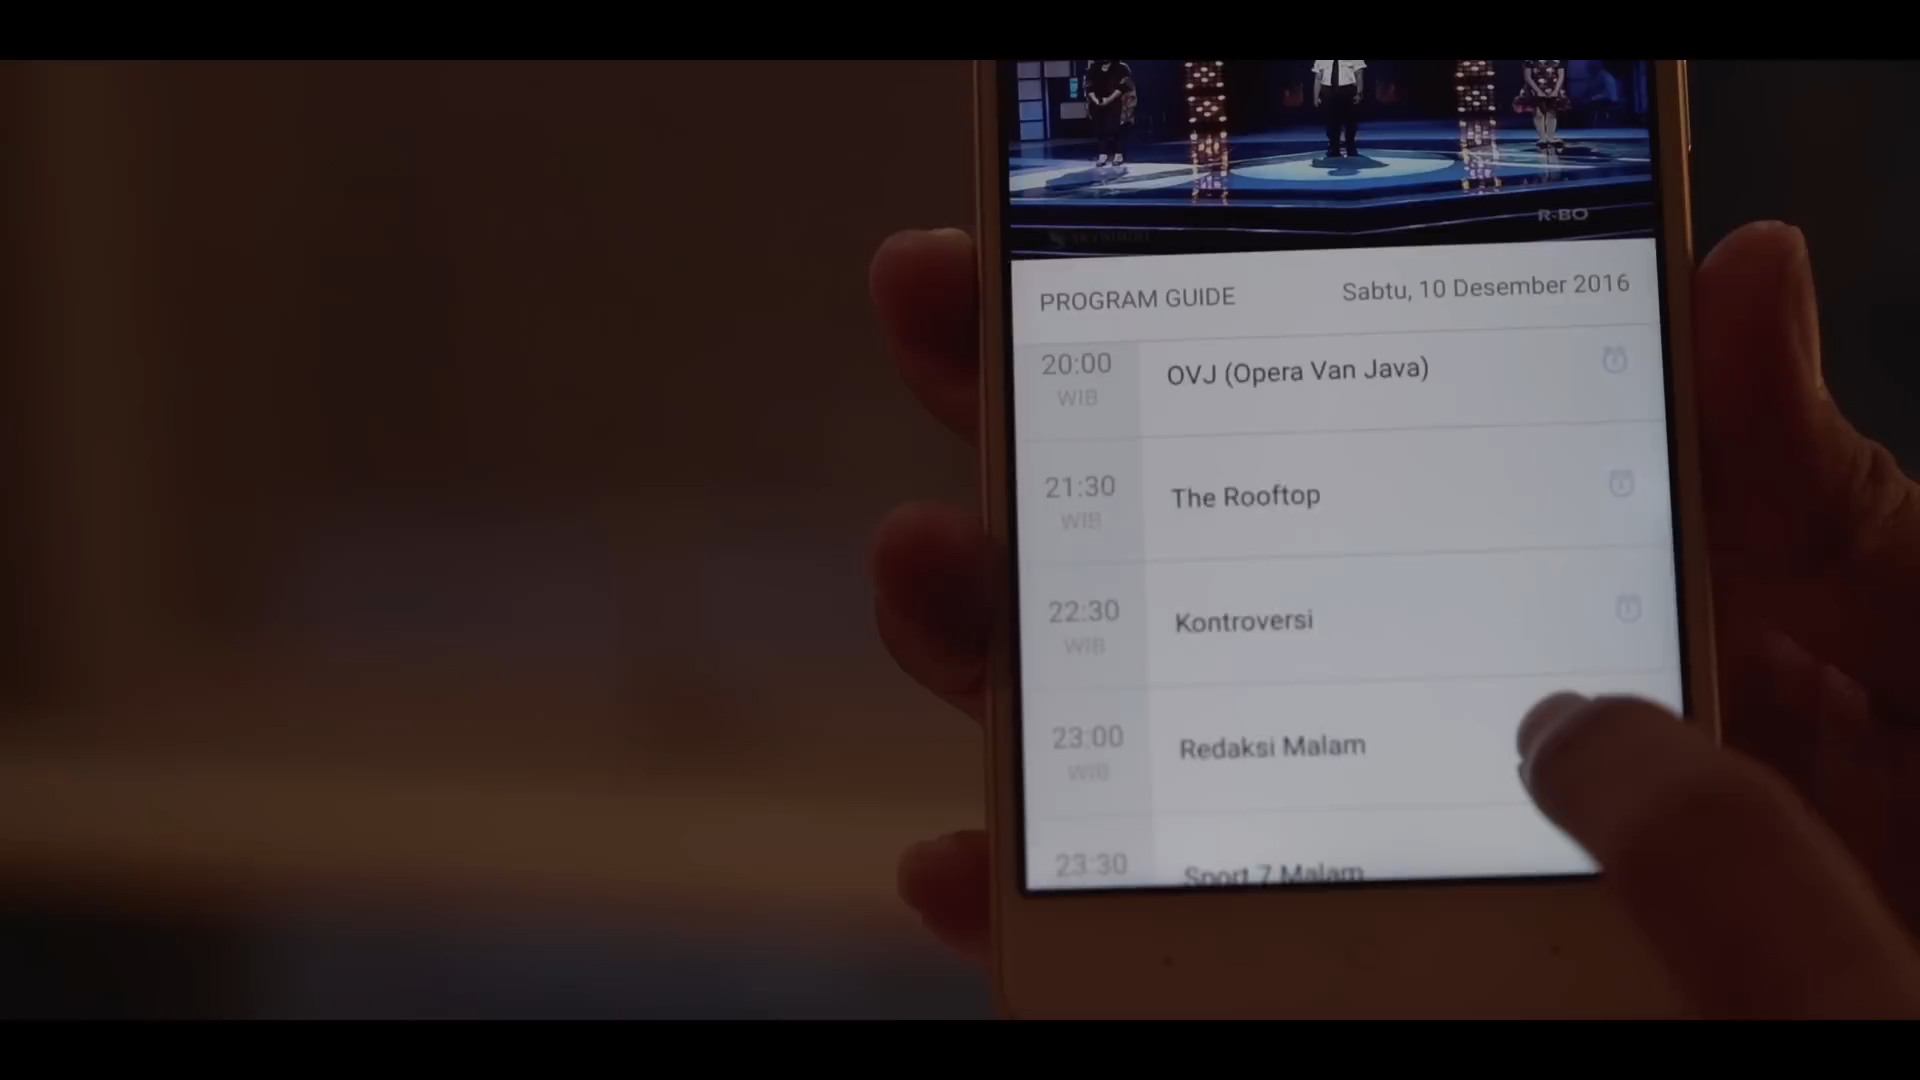 R-BO
PROGRAM GUIDE
Sabtu, 10 Desember 2016
20:00
WIB
OVJ (Opera Van Java)
21:30
WIB
The Rooftop
22:30
WIB
Kontroversi
23:00
WIB
Redaksi Malam
23:30
Sport 7 Malam